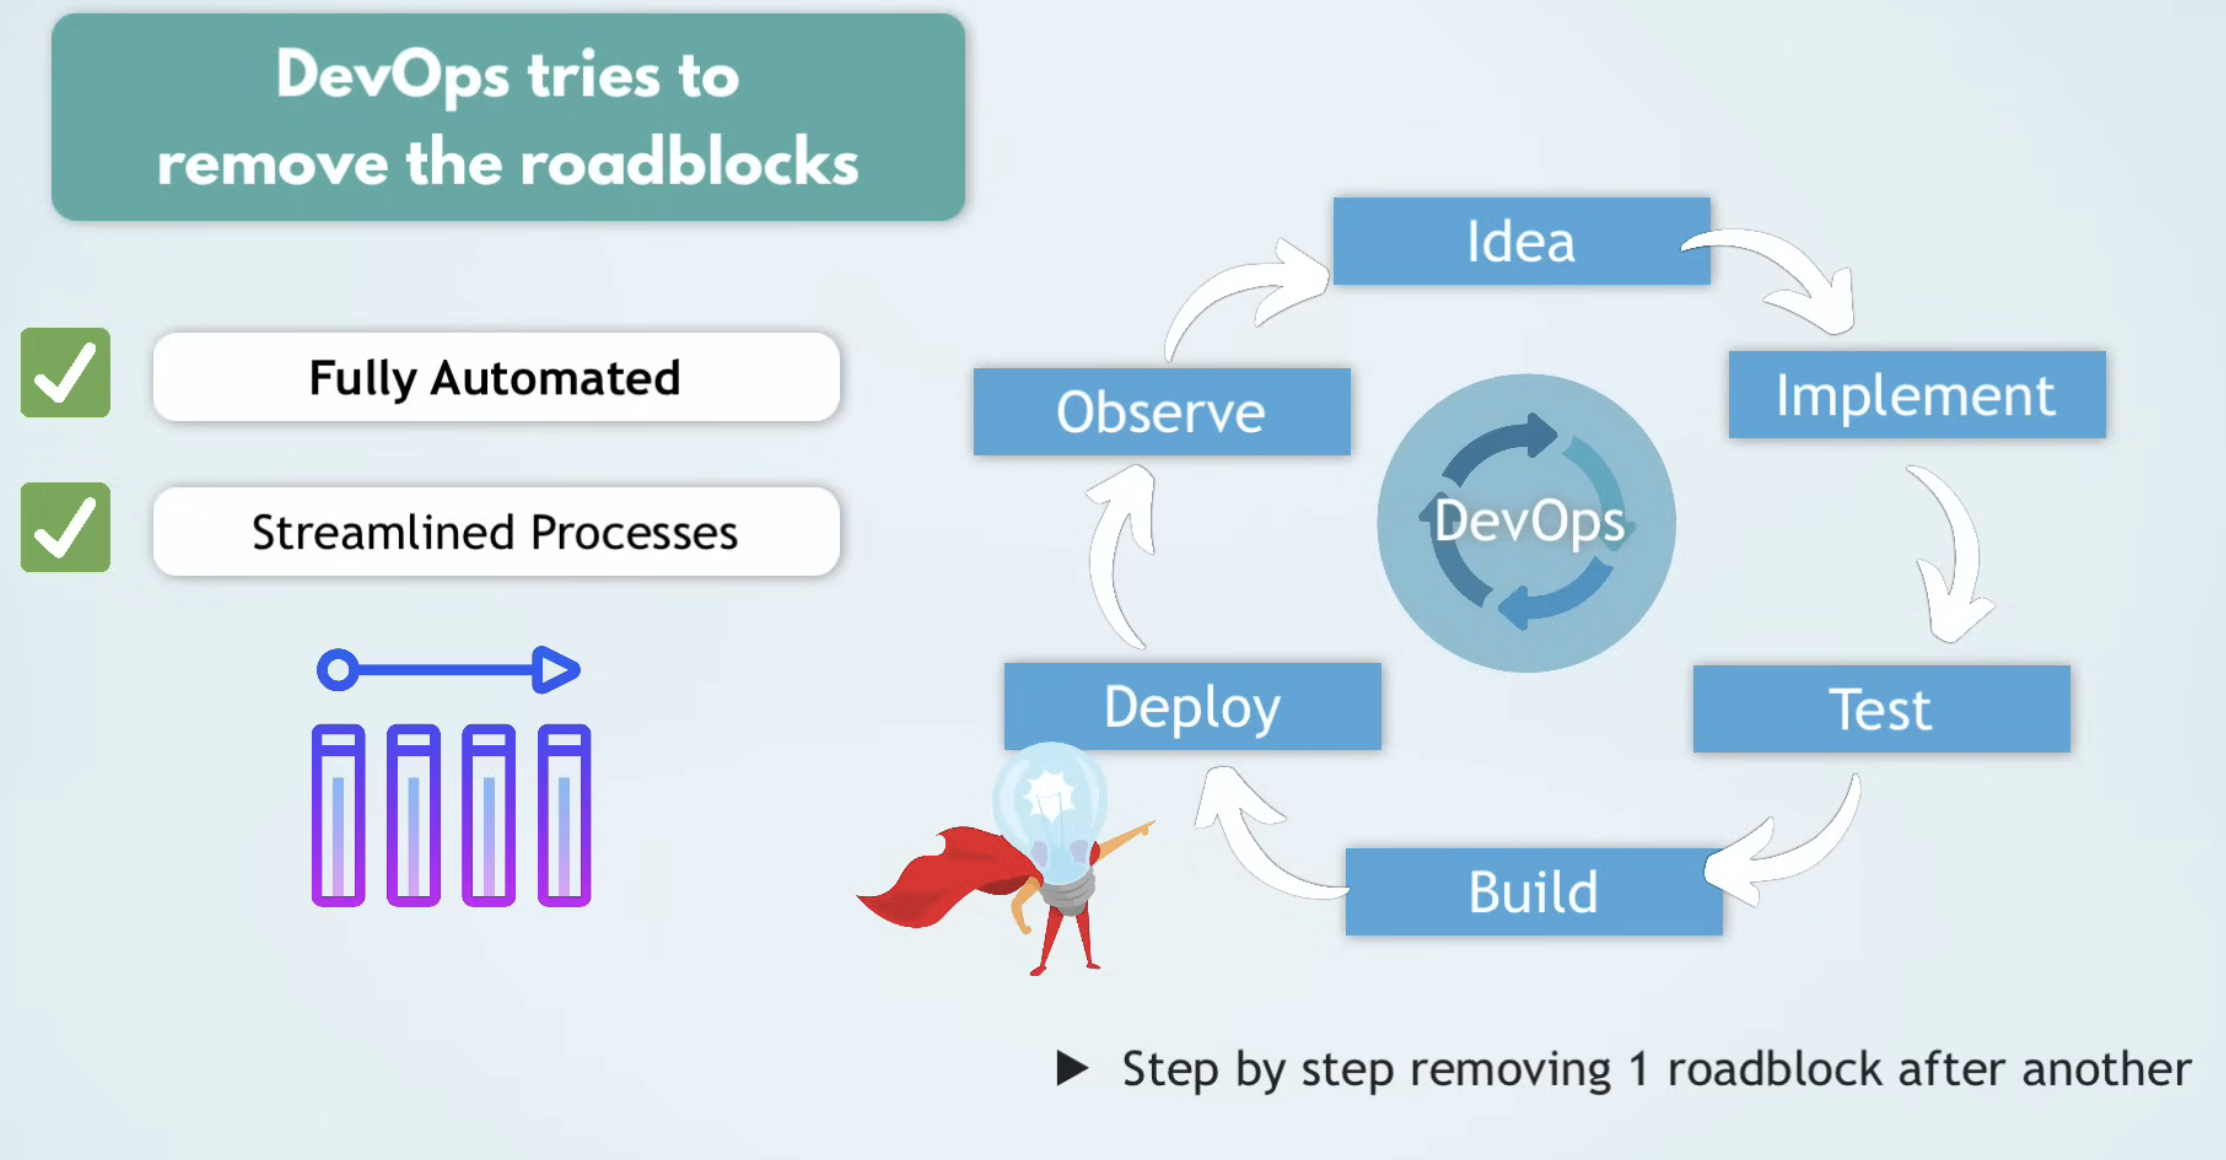 DevOps tries to
remove the roadblocks
Fully Automated
Streamlined Processes
Idea
Implement
Test
Build
Deploy
Observe
DevOps
▶ Step by step removing 1 roadblock after another